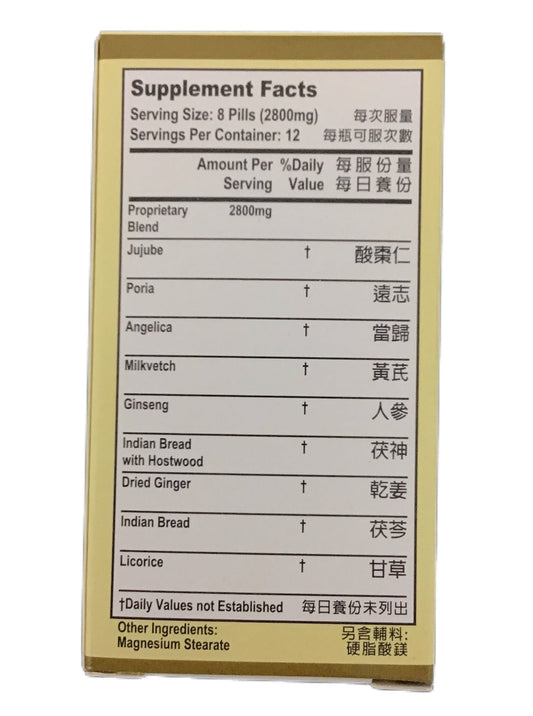 Supplement Facts
Serving Size: 8 Pills (2800mg) 每次服量
Servings Per Container: 12 每瓶可服次數
Amount Per %Daily 每服份量
Serving Value 每日養份
Proprietary 2800mg
Blend
Jujube † 酸棗仁
Poria † 遠志
Angelica † 當歸
Milkvetch † 黃芪
Ginseng † 人參
Indian Bread † 茯神
with Hostwood
Dried Ginger † 乾姜
Indian Bread † 茯苓
Licorice † 甘草
†Daily Values not Established 每日養份未列出
Other Ingredients: 另含輔料:
Magnesium Stearate 硬脂酸鎂